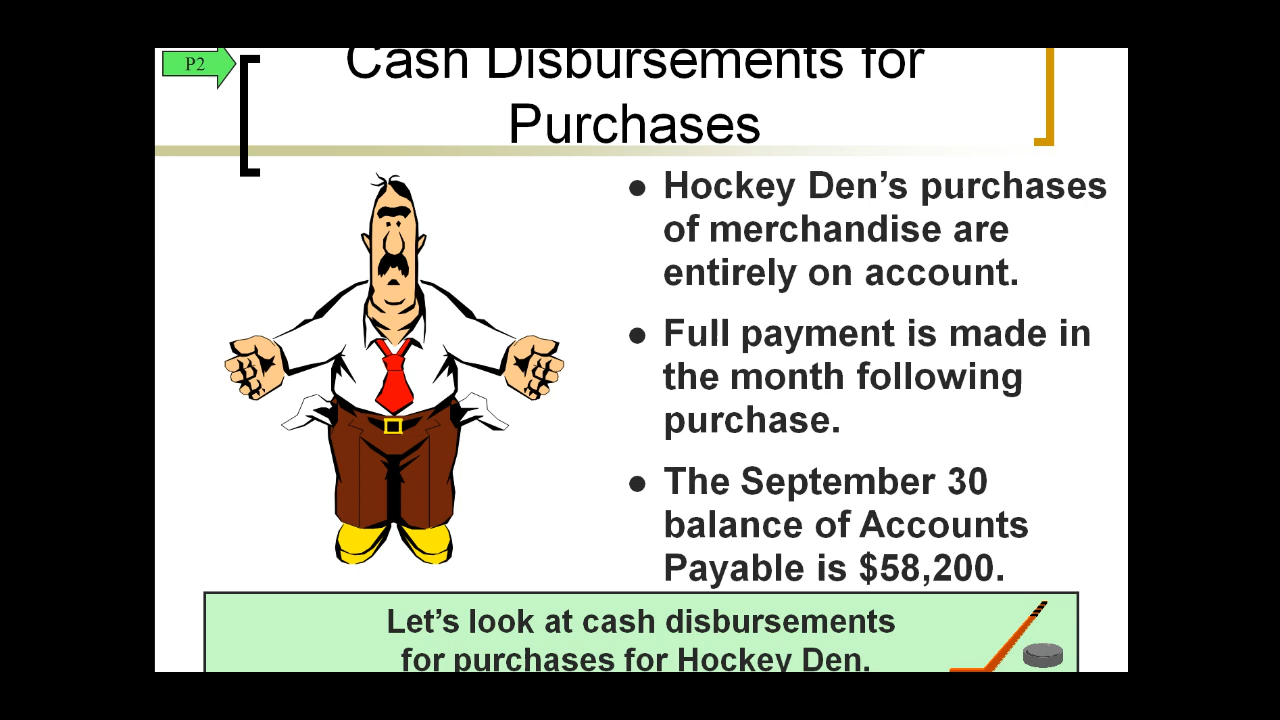 P2
Cash Disbursements for
Purchases
● Hockey Den’s purchases
of merchandise are
entirely on account.
● Full payment is made in
the month following
purchase.
● The September 30
balance of Accounts
Payable is $58,200.
Let’s look at cash disbursements
for purchases for Hockey Den.